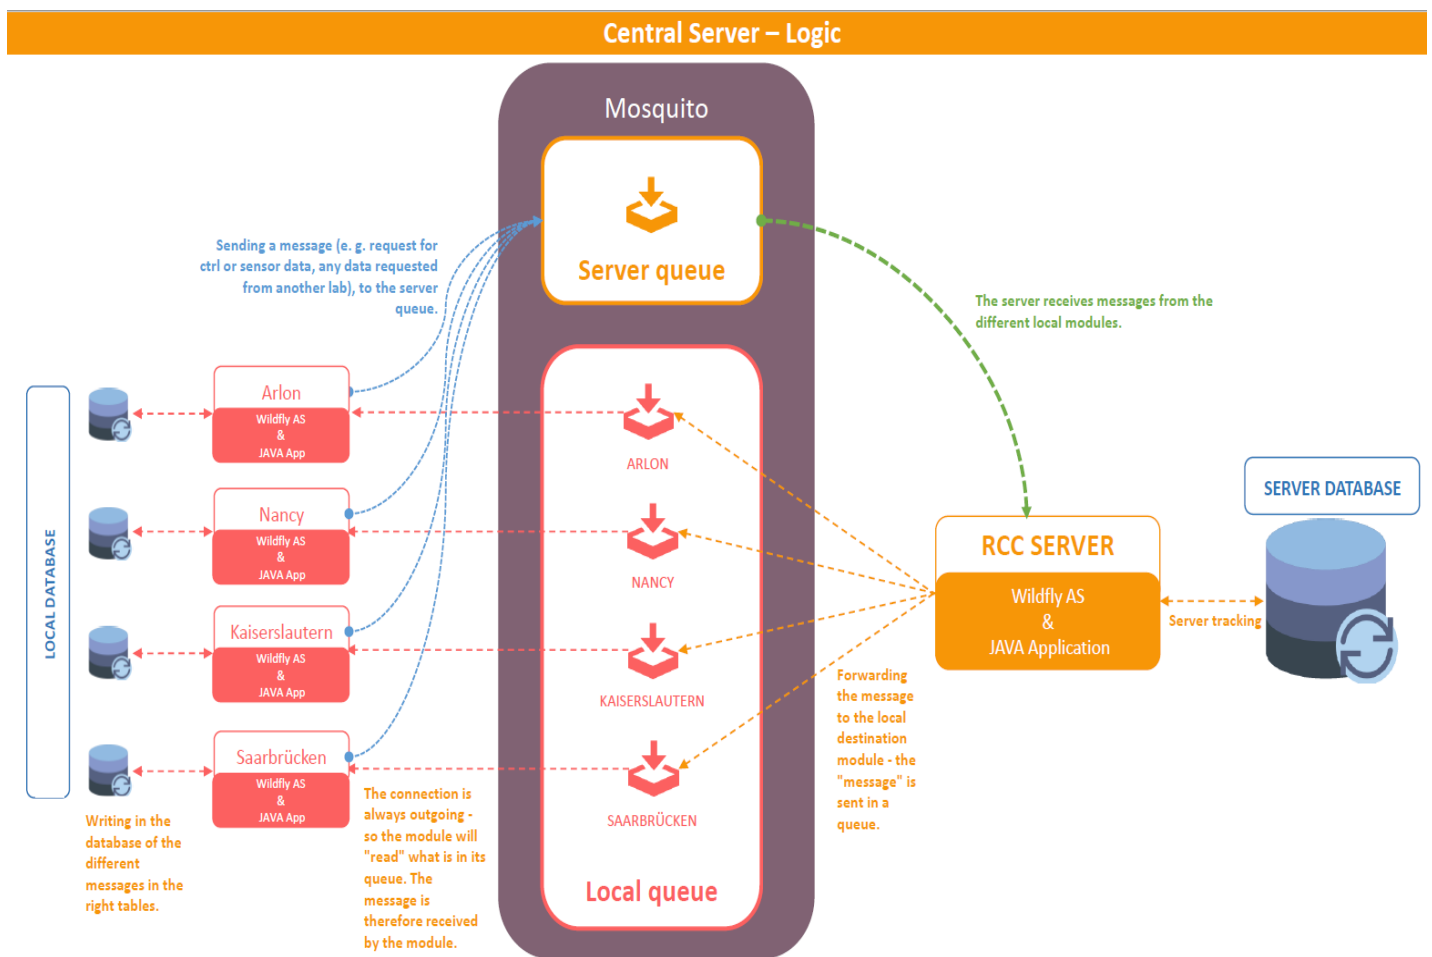 Central Server – Logic
Mosquito
Server queue
Sending a message (e. g. request for
ctrl or sensor data, any data requested
from another lab), to the server
queue.
The server receives messages from the
different local modules.
LOCAL DATABASE
Arlon
Wildfly AS
&
JAVA App
Nancy
Wildfly AS
&
JAVA App
Kaiserslautern
Wildfly AS
&
JAVA App
Saarbrücken
Wildfly AS
&
JAVA App
Writing in the
database of the
different
messages in the
right tables.
The connection is
always outgoing -
so the module will
"read" what is in its
queue. The
message is
therefore received
by the module.
ARLON
NANCY
KAISERSLAUTERN
SAARBRÜCKEN
Local queue
Forwarding
the message
to the local
destination
module - the
"message" is
sent in a
queue.
RCC SERVER
Wildfly AS
&
JAVA Application
Server tracking
SERVER DATABASE